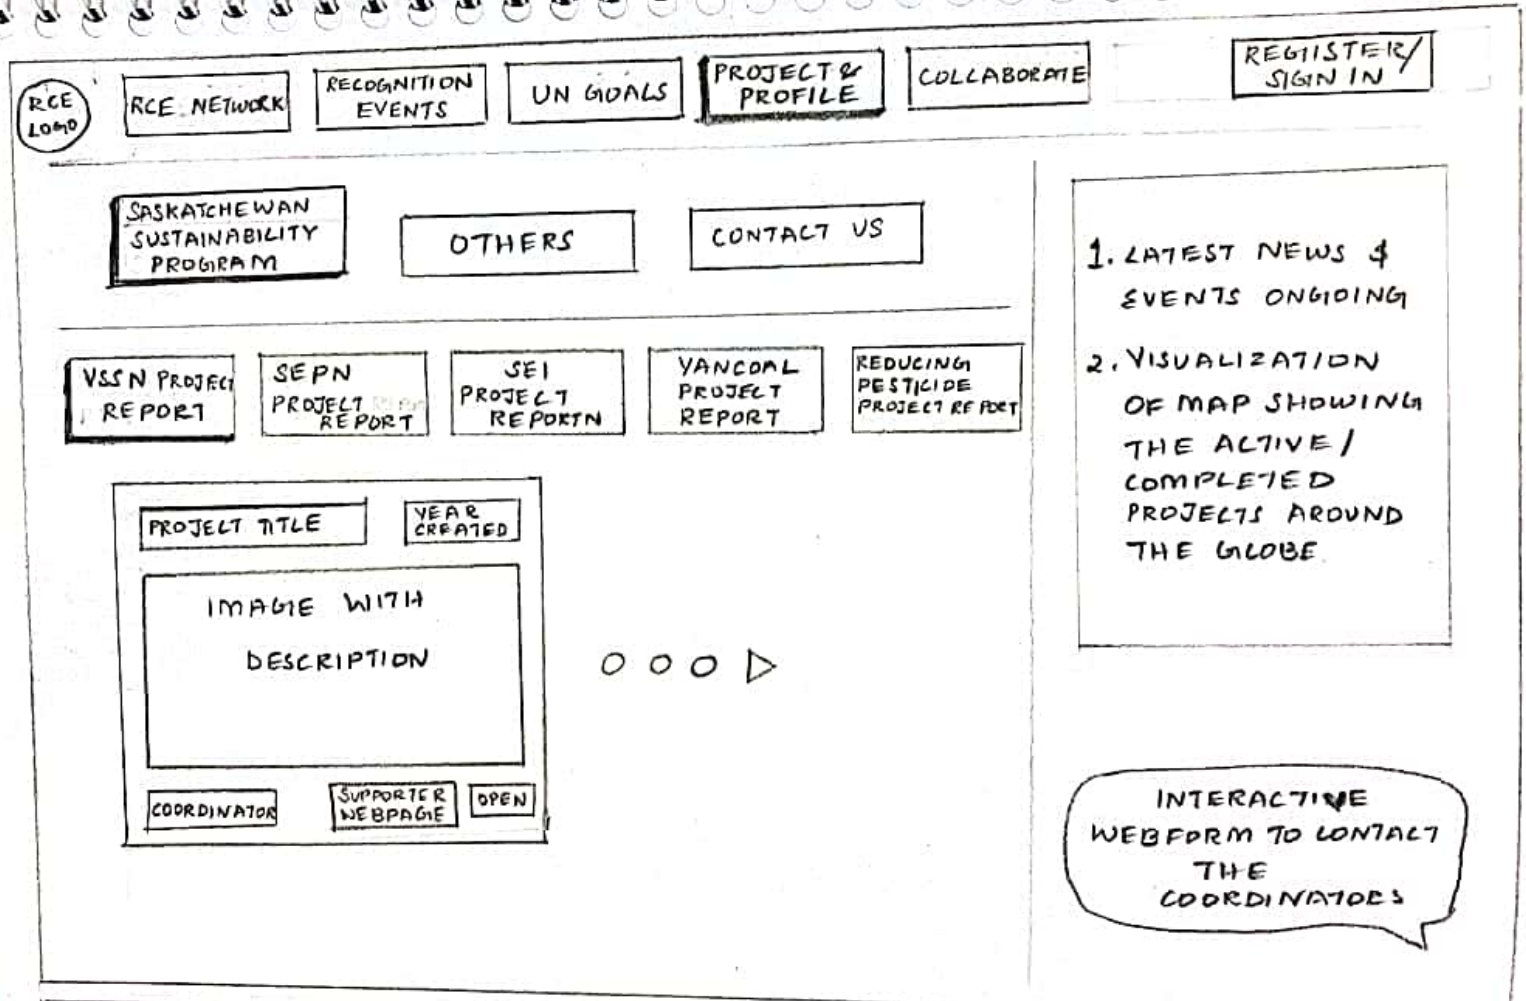 RCE
LOGO
RCE NETWORK
RECOGNITION
EVENTS
UN GOALS
PROJECT &
PROFILE
COLLABORATE
REGIISTER/
SIGN IN
SASKATCHEWAN
SUSTAINABILITY
PROGRAM
OTHERS
CONTACT US
VSSN PROJECT
REPORT
SEPN
PROJECT
REPORT
SEI
PROJECT
REPORTN
YANCOAL
PROJECT
REPORT
REDUCING
PESTICIDE
PROJECT REPORT
PROJECT TITLE
YEAR
CREATED
IMAGE WITH
DESCRIPTION
COORDINATOR
SUPPORTER
WEBPAGE
OPEN
1. LATEST NEWS &
EVENTS ONGOING
2. VISUALIZATION
OF MAP SHOWING
THE ACTIVE/
COMPLETED
PROJECTS AROUND
THE GLOBE
INTERACTIVE
WEBFORM TO CONTACT
THE
COORDINATORS